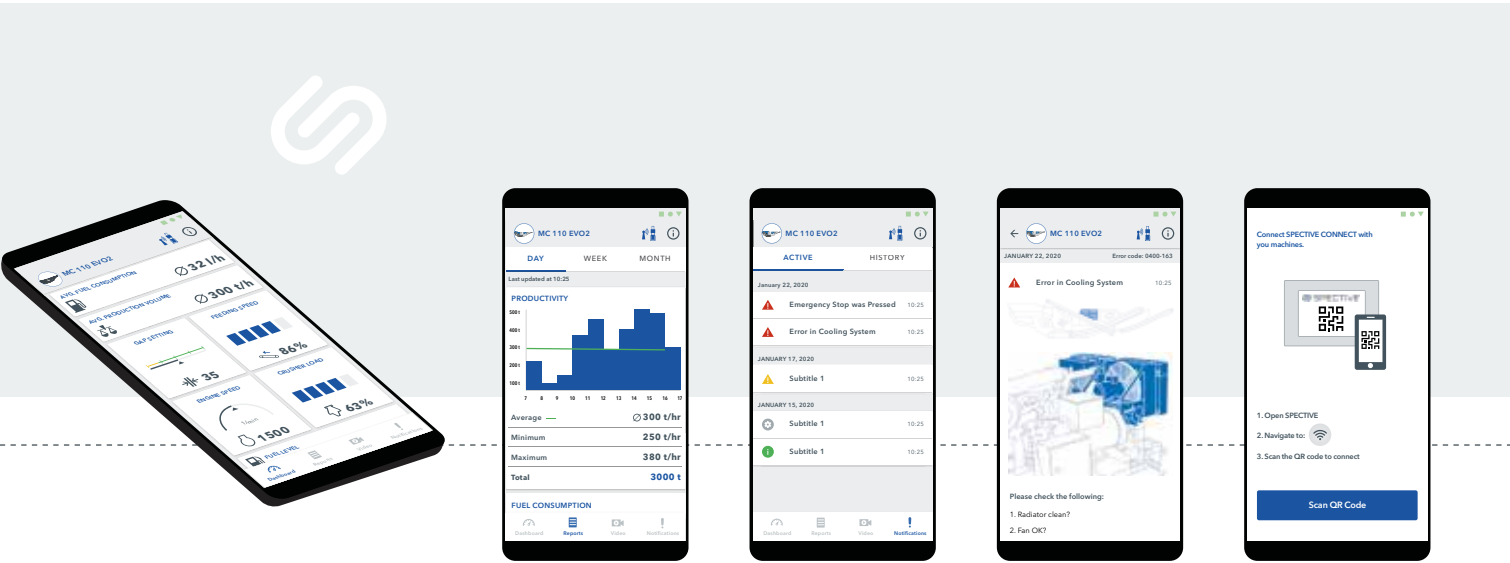 MC 110 EVO2
AVG. FUEL CONSUMPTION
∅ 32 l/h
AVG. PRODUCTION VOLUME
∅ 300 t/h
GAP SETTING
35
FEEDING SPEED
86%
ENGINE SPEED
1/min
1500
CRUSHER LOAD
63%
FUEL LEVEL
Dashboard
Reports
Video
Notifications
MC 110 EVO2
DAY WEEK MONTH
Last updated at 10:25
PRODUCTIVITY
500 t
400 t
300 t
200 t
100 t
7 8 9 10 11 12 13 14 15 16 17
Average ∅ 300 t/hr
Minimum 250 t/hr
Maximum 380 t/hr
Total 3000 t
FUEL CONSUMPTION
Dashboard Reports Video Notifications
MC 110 EVO2
ACTIVE HISTORY
January 22, 2020
Emergency Stop was Pressed 10:25
Error in Cooling System 10:25
JANUARY 17, 2020
Subtitle 1 10:25
JANUARY 15, 2020
Subtitle 1 10:25
Subtitle 1 10:25
Dashboard Reports Video Notifications
MC 110 EVO2
JANUARY 22, 2020 Error code: 0400-163
Error in Cooling System 10:25
Please check the following:
1. Radiator clean?
2. Fan OK?
Connect SPECTIVE CONNECT with
you machines.
SPECTIVE
1. Open SPECTIVE
2. Navigate to:
3. Scan the QR code to connect
Scan QR Code